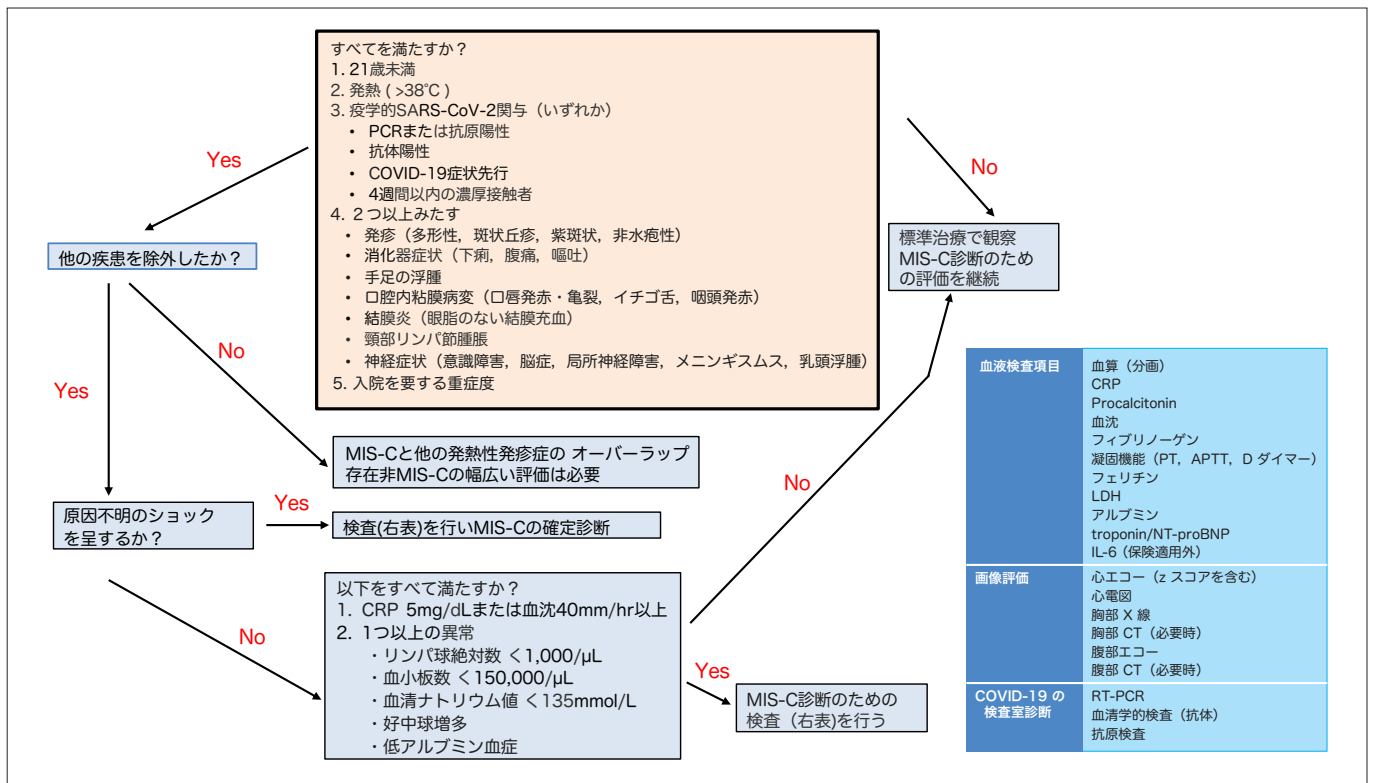 すべてを満たすか？
1. 21歳未満
2. 発熱 ( >38℃ )
3. 疫学的SARS-CoV-2関与（いずれか）
• PCRまたは抗原陽性
• 抗体陽性
• COVID-19症状先行
• 4週間以内の濃厚接触者
4. ２つ以上みたす
• 発疹（多形性，斑状丘疹，紫斑状，非水疱性）
• 消化器症状（下痢，腹痛，嘔吐）
• 手足の浮腫
• 口腔内粘膜病変（口唇発赤・亀裂，イチゴ舌，咽頭発赤）
• 結膜炎（眼脂のない結膜充血）
• 頸部リンパ節腫脹
• 神経症状（意識障害，脳症，局所神経障害，メニンギスムス，乳頭浮腫）
5. 入院を要する重症度
Yes
No
他の疾患を除外したか？
標準治療で観察
MIS-C診断のため
の評価を継続
Yes
No
MIS-Cと他の発熱性発疹症の オーバーラップ
存在非MIS-Cの幅広い評価は必要
原因不明のショック
を呈するか？
Yes
検査(右表)を行いMIS-Cの確定診断
No
No
以下をすべて満たすか？
1. CRP 5mg/dLまたは血沈40mm/hr以上
2. 1つ以上の異常
・リンパ球絶対数 <1,000/μL
・血小板数 <150,000/μL
・血清ナトリウム値 <135mmol/L
・好中球増多
・低アルブミン血症
Yes
MIS-C診断のための
検査（右表)を行う
血液検査項目
血算（分画）
CRP
Procalcitonin
血沈
フィブリノーゲン
凝固機能（PT，APTT，D ダイマー）
フェリチン
LDH
アルブミン
troponin/NT-proBNP
IL-6（保険適用外）
画像評価
心エコー（z スコアを含む）
心電図
胸部 X 線
胸部 CT（必要時）
腹部エコー
腹部 CT（必要時）
COVID-19 の
検査室診断
RT-PCR
血清学的検査（抗体）
抗原検査